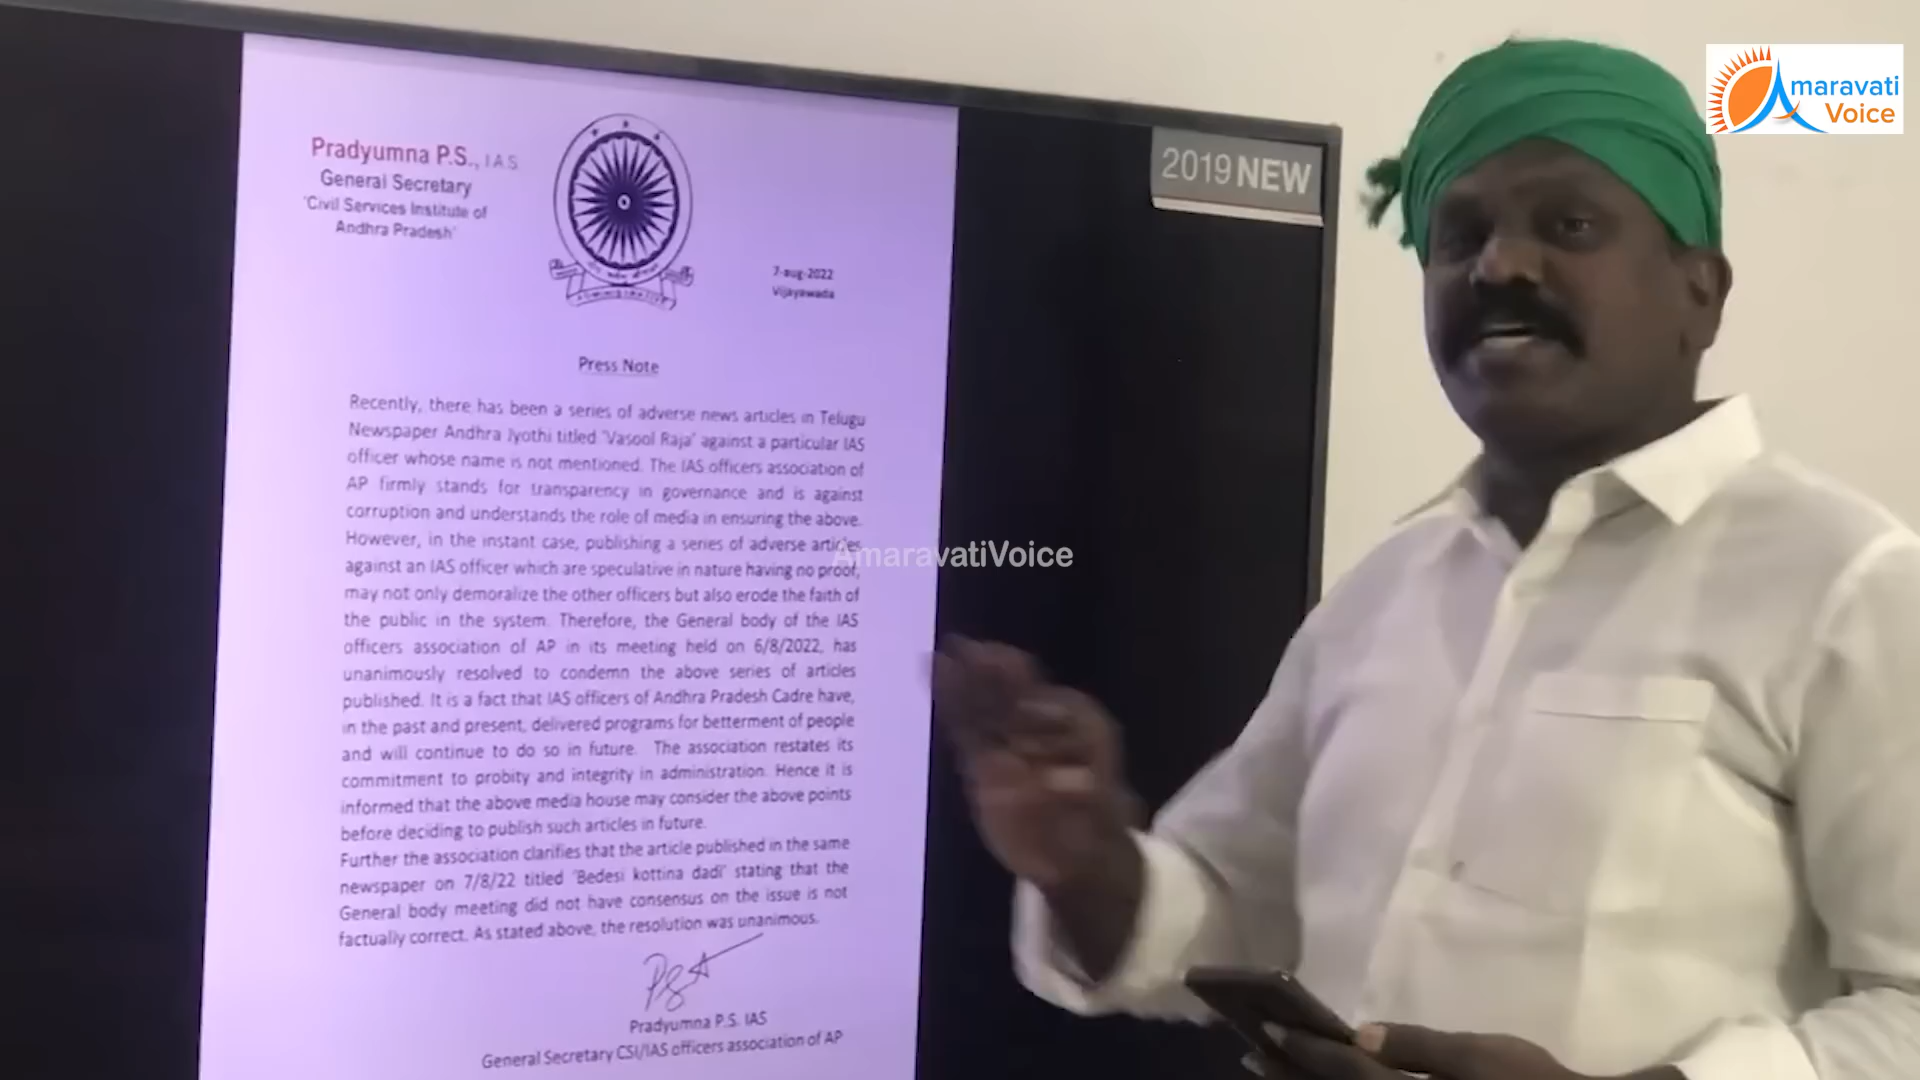 Pradyumna P.S., I.A.S
General Secretary
'Civil Services Institute of
Andhra Pradesh'
7-aug-2022
Vijayawada
Press Note
Recently, there has been a series of adverse news articles in Telugu
Newspaper Andhra Jyothi titled 'Vasool Raja' against a particular IAS
officer whose name is not mentioned. The IAS officers association of
AP firmly stands for transparency in governance and is against
corruption and understands the role of media in ensuring the above.
However, in the instant case, publishing a series of adverse articles
against an IAS officer which are speculative in nature having no proof,
may not only demoralize the other officers but also erode the faith of
the public in the system. Therefore, the General body of the IAS
officers association of AP in its meeting held on 6/8/2022, has
unanimously resolved to condemn the above series of articles
published. It is a fact that IAS officers of Andhra Pradesh Cadre have,
in the past and present, delivered programs for betterment of people
and will continue to do so in future. The association restates its
commitment to probity and integrity in administration. Hence it is
informed that the above media house may consider the above points
before deciding to publish such articles in future.
Further the association clarifies that the article published in the same
newspaper on 7/8/22 titled 'Bedesi kottina dadi' stating that the
General body meeting did not have consensus on the issue is not
factually correct. As stated above, the resolution was unanimous.
Pradyumna P.S. IAS
General Secretary CSI/IAS officers association of AP
2019 NEW
Amaravati
Voice
AmaravatiVoice